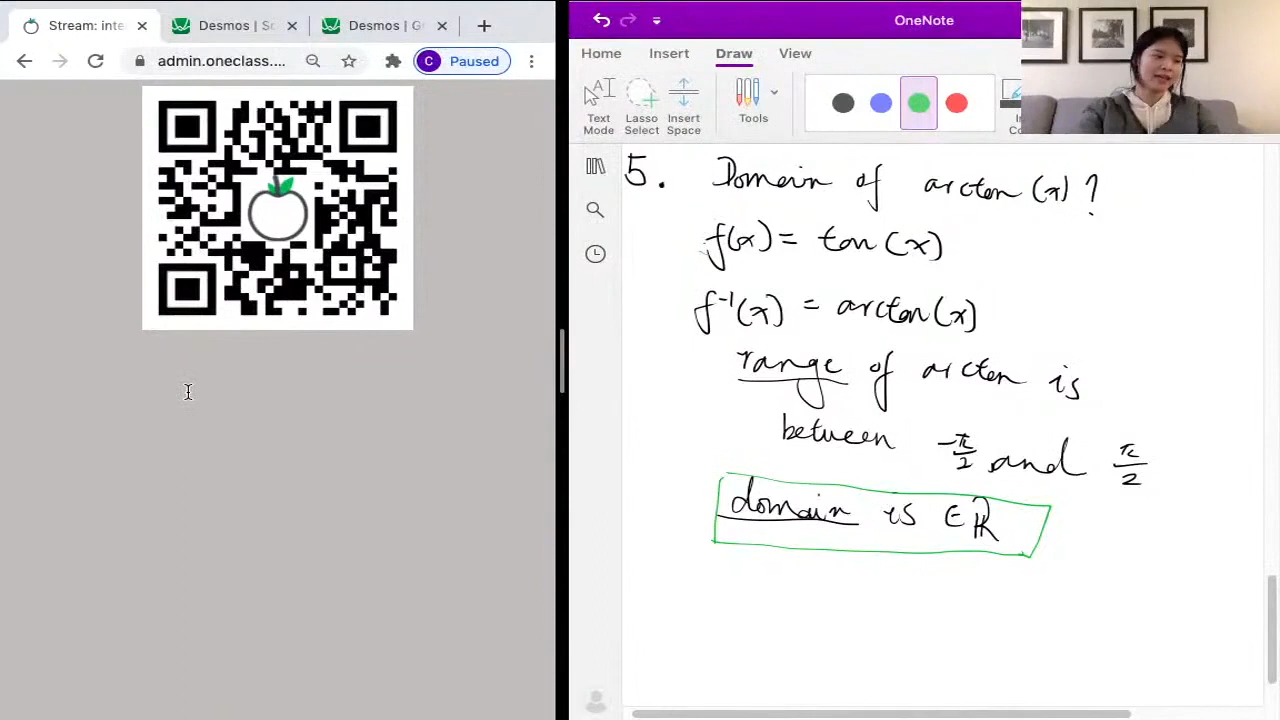 Stream: inte
Desmos | Sc
Desmos | G
admin.oneclass....
C Paused
OneNote
Home Insert Draw View
Text Mode
Lasso Select
Insert Space
Tools
5. Domain of arctan(x)?
f(x) = tan(x)
f⁻¹(x) = arctan(x)
range of arctan is
between -π/2 and π/2
domain is ∈ ℝ